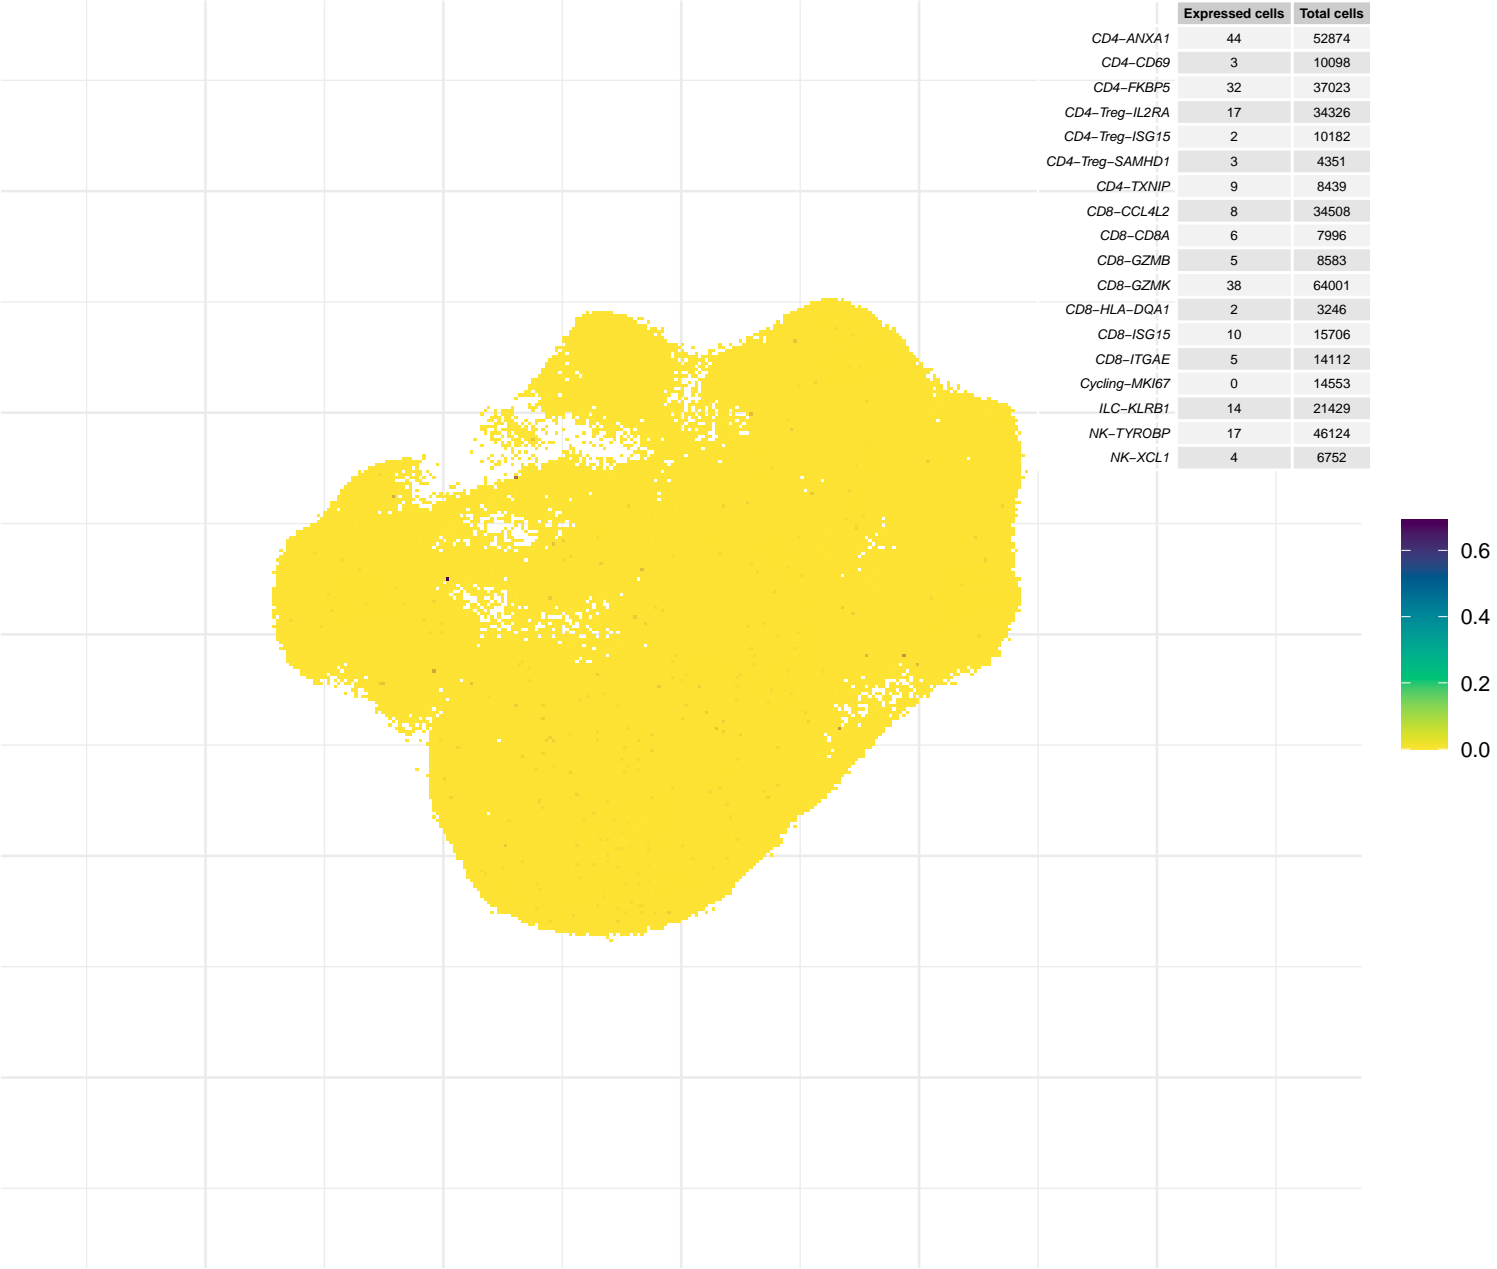 Expressed cells Total cells
CD4−ANXA1 44 52874
CD4−CD69 3 10098
CD4−FKBP5 32 37023
CD4−Treg−IL2RA 17 34326
CD4−Treg−ISG15 2 10182
CD4−Treg−SAMHD1 3 4351
CD4−TXNIP 9 8439
CD8−CCL4L2 8 34508
CD8−CD8A 6 7996
CD8−GZMB 5 8583
CD8−GZMK 38 64001
CD8−HLA−DQA1 2 3246
CD8−ISG15 10 15706
CD8−ITGAE 5 14112
Cycling−MKI67 0 14553
ILC−KLRB1 14 21429
NK−TYROBP 17 46124
NK−XCL1 4 6752
0.6
0.4
0.2
0.0